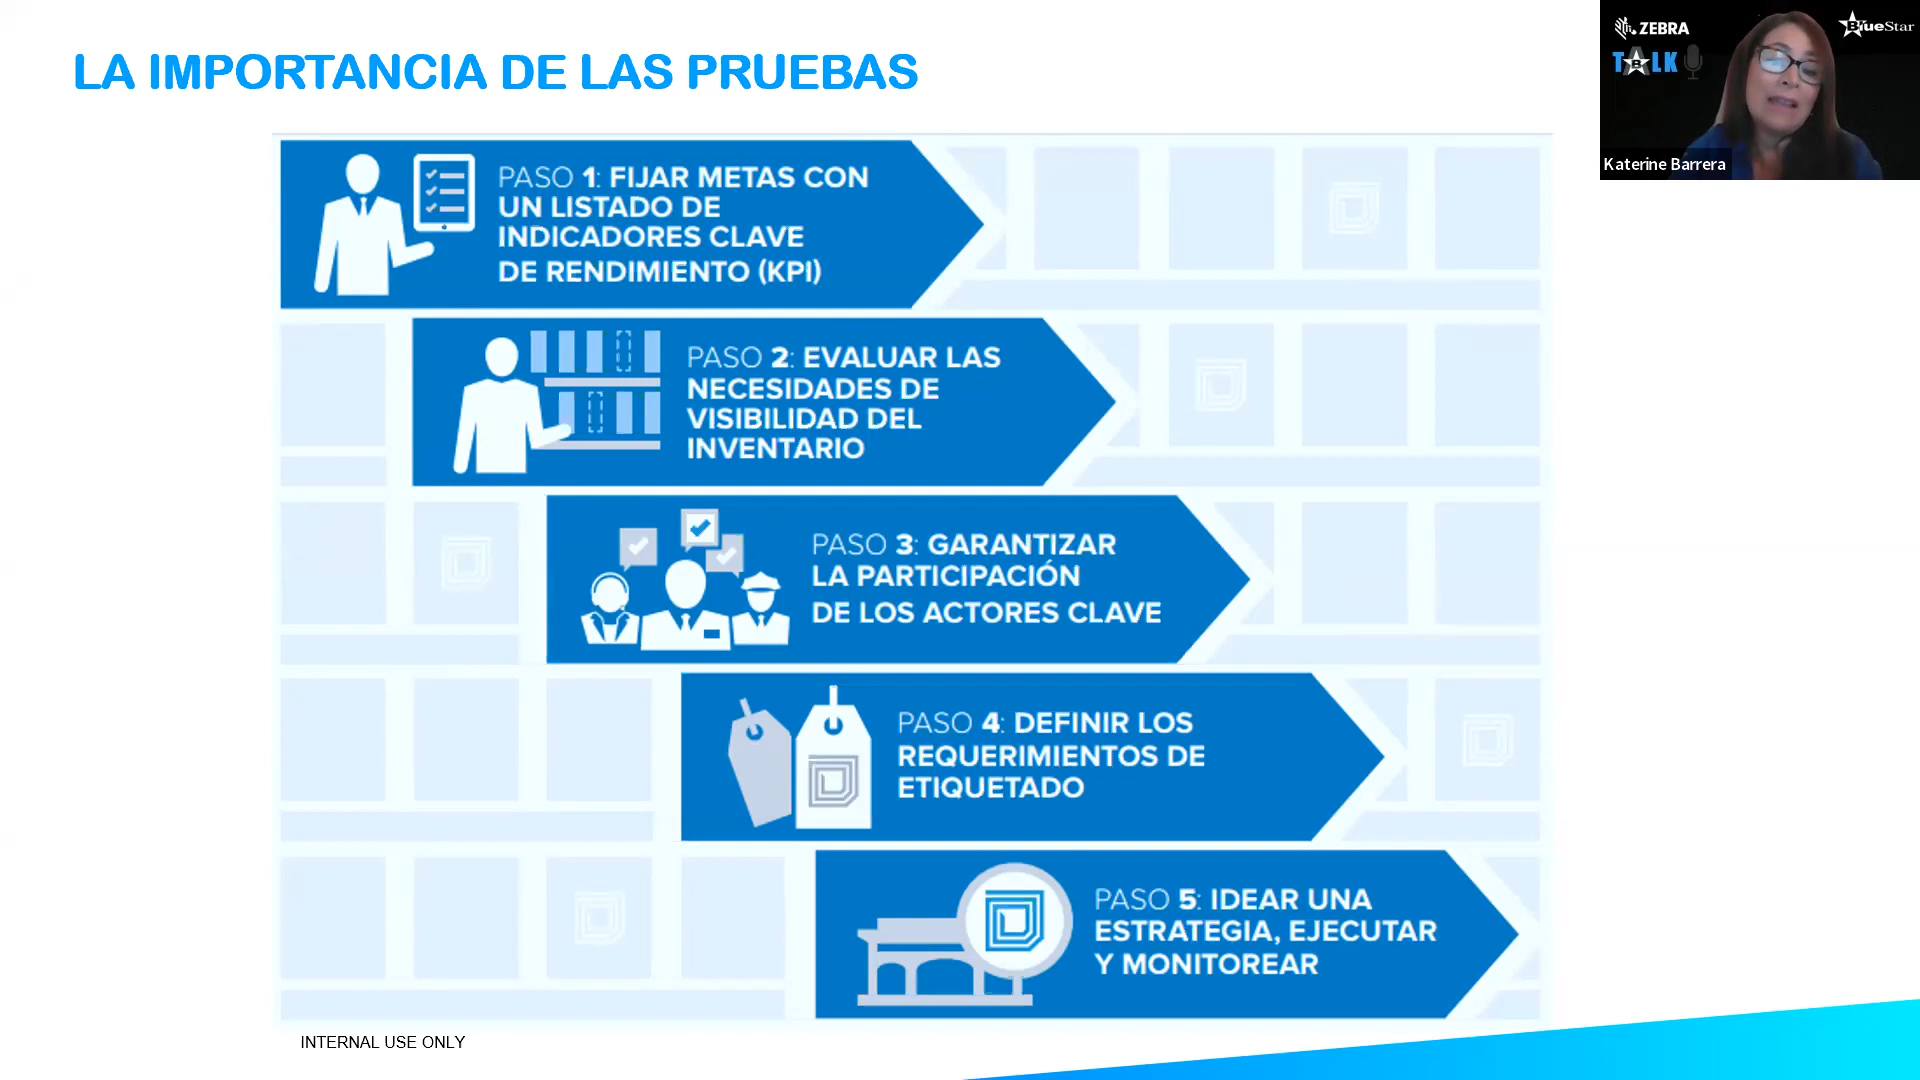 LA IMPORTANCIA DE LAS PRUEBAS
ZEBRA
TALK
BlueStar
Katerine Barrera
PASO 1: FIJAR METAS CON
UN LISTADO DE
INDICADORES CLAVE
DE RENDIMIENTO (KPI)
PASO 2: EVALUAR LAS
NECESIDADES DE
VISIBILIDAD DEL
INVENTARIO
PASO 3: GARANTIZAR
LA PARTICIPACIÓN
DE LOS ACTORES CLAVE
PASO 4: DEFINIR LOS
REQUERIMIENTOS DE
ETIQUETADO
PASO 5: IDEAR UNA
ESTRATEGIA, EJECUTAR
Y MONITOREAR
INTERNAL USE ONLY